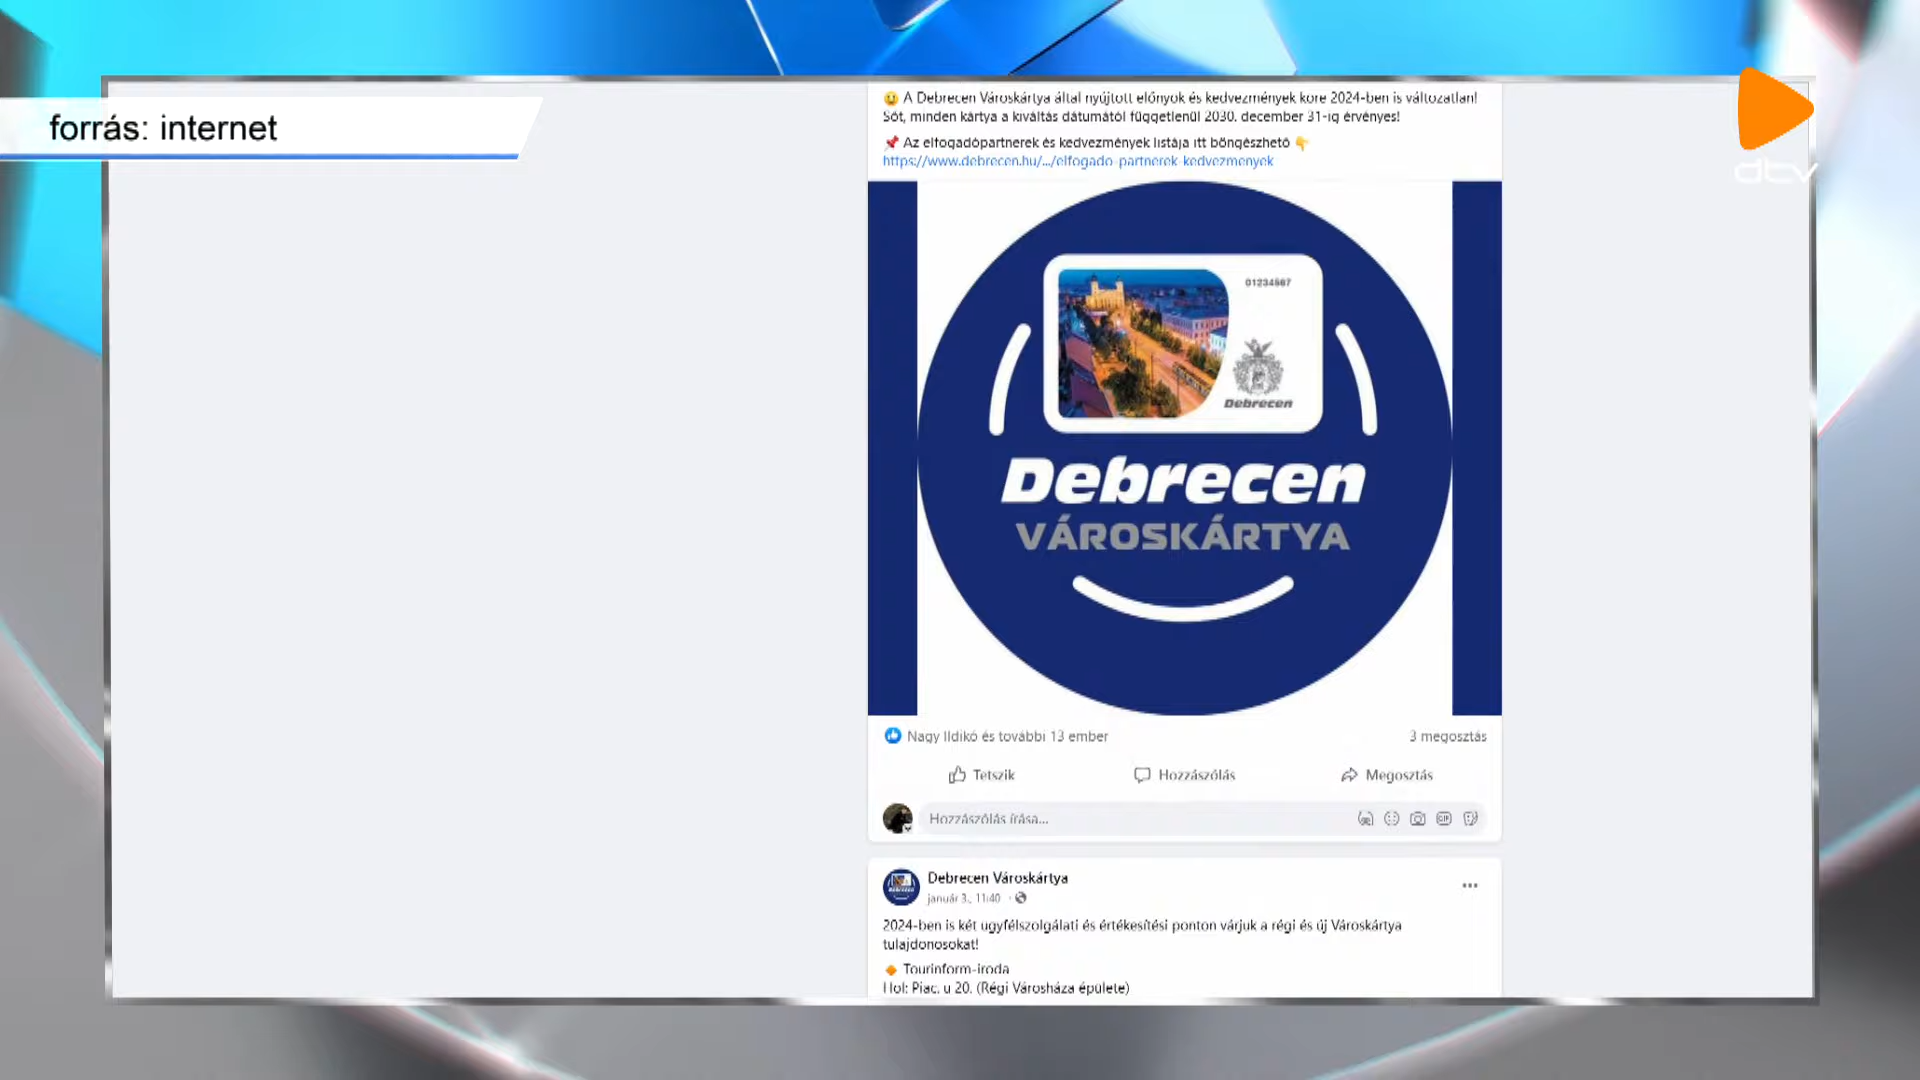 forrás: internet
dtv
A Debrecen Városkártya által nyújtott előnyök és kedvezmények köre 2024-ben is változatlan!
Sőt, minden kártya a kiváltás dátumától függetlenül 2030. december 31-ig érvényes!
Az elfogadópartnerek és kedvezmények listája itt böngészhető
https://www.debrecen.hu/.../elfogado-partnerek-kedvezmenyek
01234567
Debrecen
Debrecen
VÁROSKÁRTYA
Nagy Ildikó és további 13 ember
3 megosztás
Tetszik
Hozzászólás
Megosztás
Hozzászólás írása...
GIF
Debrecen Városkártya
január 3., 11:40
2024-ben is két ügyfélszolgálati és értékesítési ponton várjuk a régi és új Városkártya
tulajdonosokat!
Tourinform-iroda
Hol: Piac. u 20. (Régi Városháza épülete)